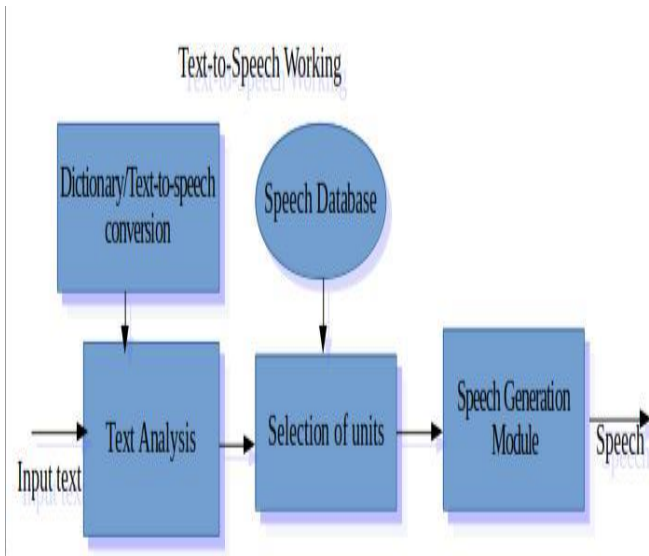 Text-to-Speech Working
Dictionary/Text-to-speech
conversion
Speech Database
Text Analysis
Selection of units
Speech Generation
Module
Input text
Speech